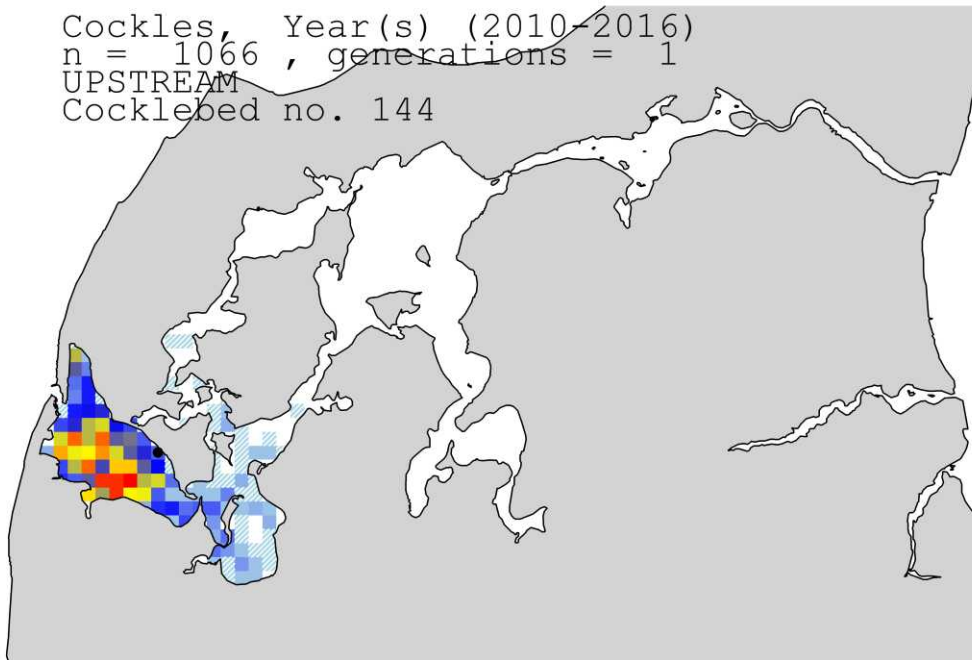 Cockles, Year(s) (2010-2016)
n = 1066 , generations = 1
UPSTREAM
Cocklebed no. 144